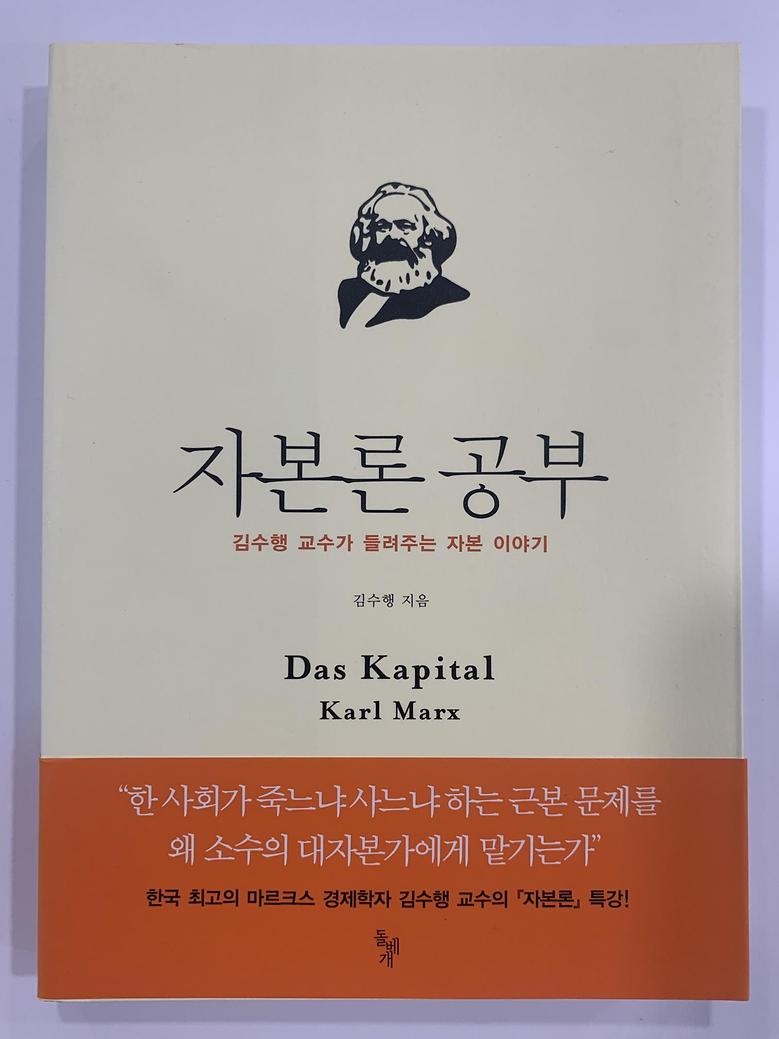 자본론 공부
김수행 교수가 들려주는 자본 이야기
김수행 지음
Das Kapital
Karl Marx
“한 사회가 죽느냐 사느냐 하는 근본 문제를
왜 소수의 대자본가에게 맡기는가”
한국 최고의 마르크스 경제학자 김수행 교수의 『자본론』 특강!
돌베개